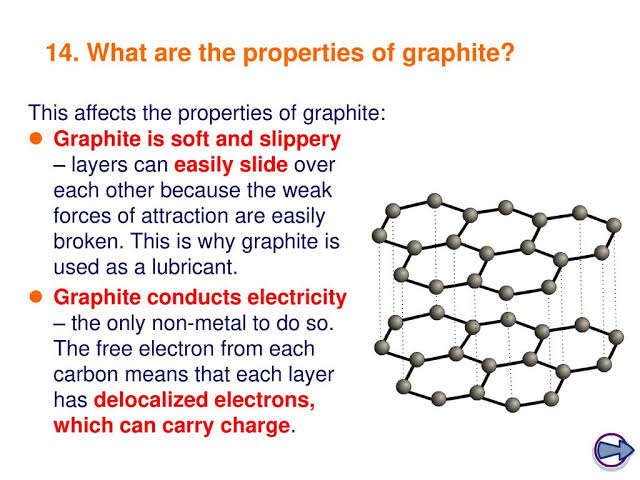 14. What are the properties of graphite?
This affects the properties of graphite:
Graphite is soft and slippery
– layers can easily slide over
each other because the weak
forces of attraction are easily
broken. This is why graphite is
used as a lubricant.
Graphite conducts electricity
– the only non-metal to do so.
The free electron from each
carbon means that each layer
has delocalized electrons,
which can carry charge.